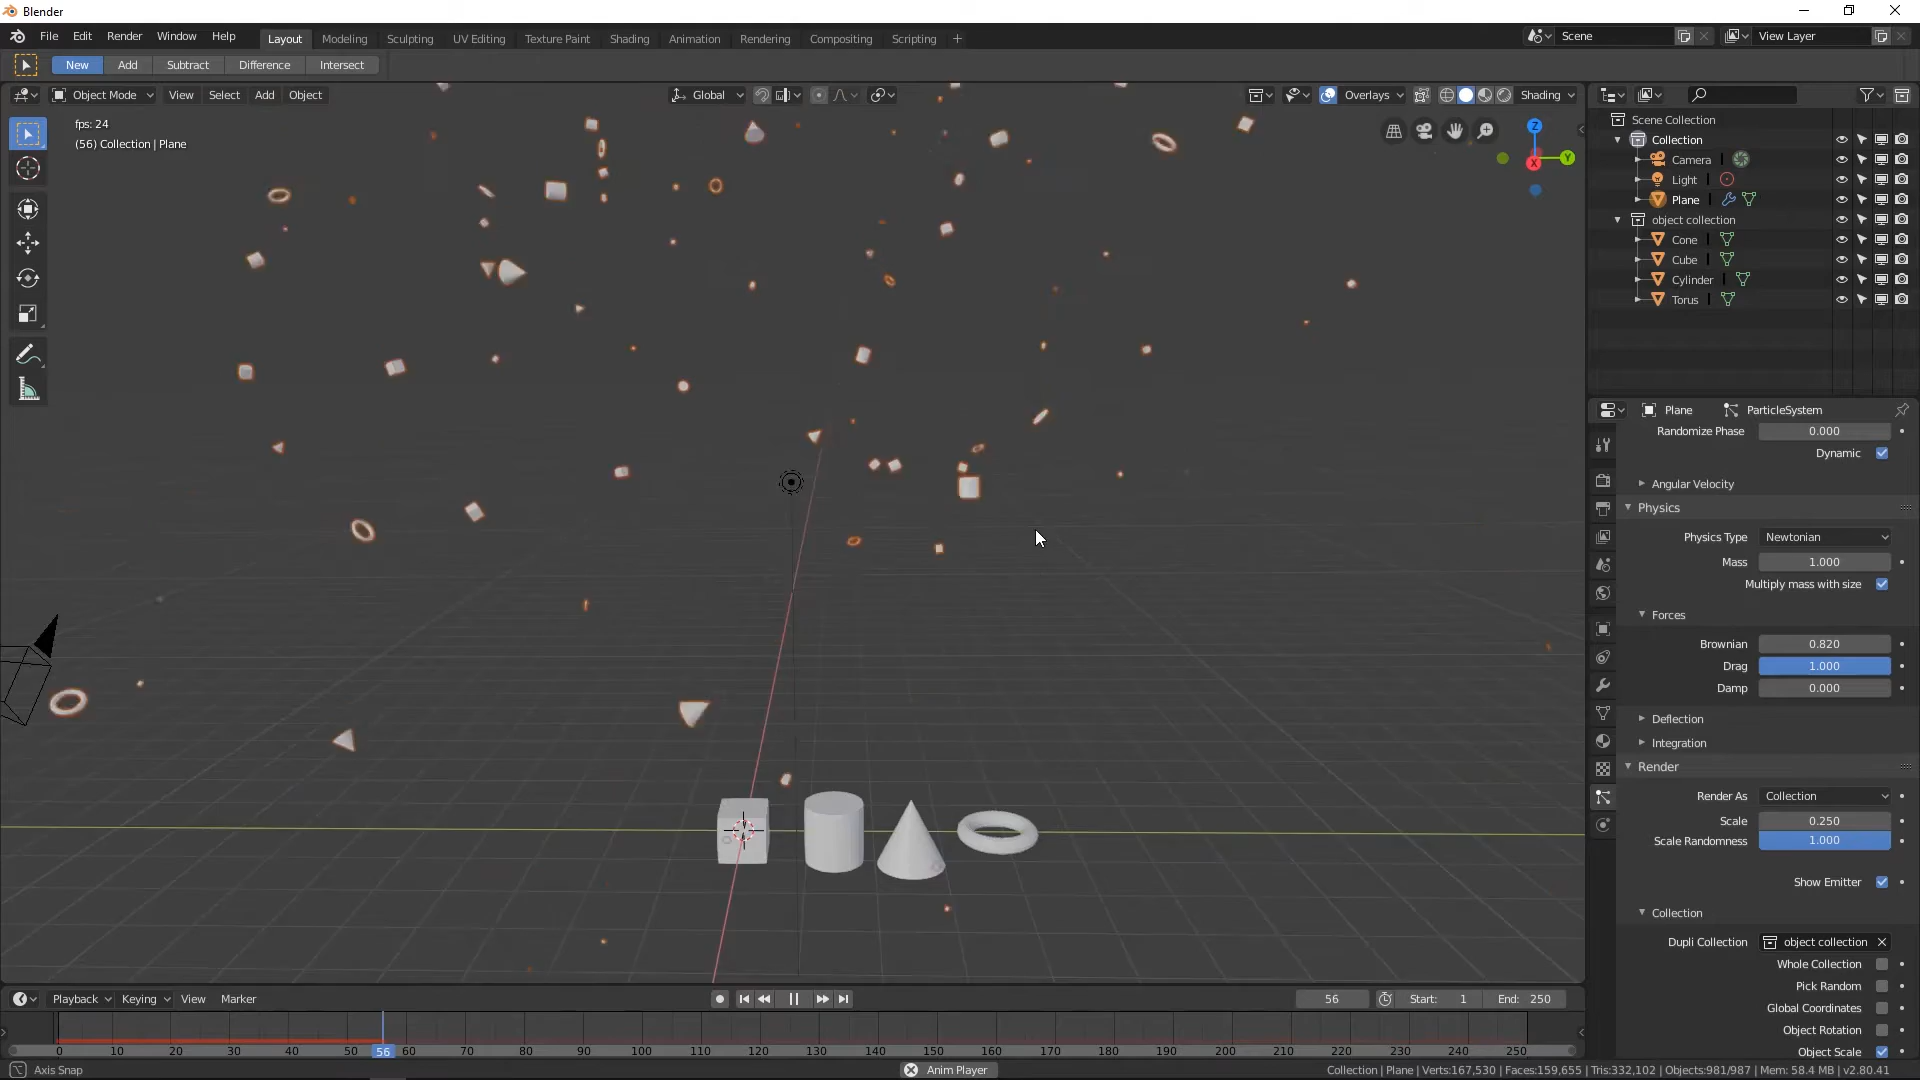 Blender
File Edit Render Window Help
Layout Modeling Sculpting UV Editing Texture Paint Shading Animation Rendering Compositing Scripting +
Scene
View Layer
New Add Subtract Difference Intersect
Object Mode View Select Add Object
Global
Overlays
Shading
fps: 24
(56) Collection | Plane
Z
Y
X
Scene Collection
Collection
Camera
Light
Plane
object collection
Cone
Cube
Cylinder
Torus
Plane
ParticleSystem
Randomize Phase 0.000
Dynamic
Angular Velocity
Physics
Physics Type Newtonian
Mass 1.000
Multiply mass with size
Forces
Brownian 0.820
Drag 1.000
Damp 0.000
Deflection
Integration
Render
Render As Collection
Scale 0.250
Scale Randomness 1.000
Show Emitter
Collection
Dupli Collection object collection
Whole Collection
Pick Random
Global Coordinates
Object Rotation
Object Scale
Playback Keying View Marker
56
Start: 1
End: 250
0 10 20 30 40 50 56 60 70 80 90 100 110 120 130 140 150 160 170 180 190 200 210 220 230 240 250
Axis Snap
Anim Player
Collection | Plane | Verts:167,530 | Faces:159,655 | Tris:332,102 | Objects:981/987 | Mem: 58.4 MB | v2.80.41